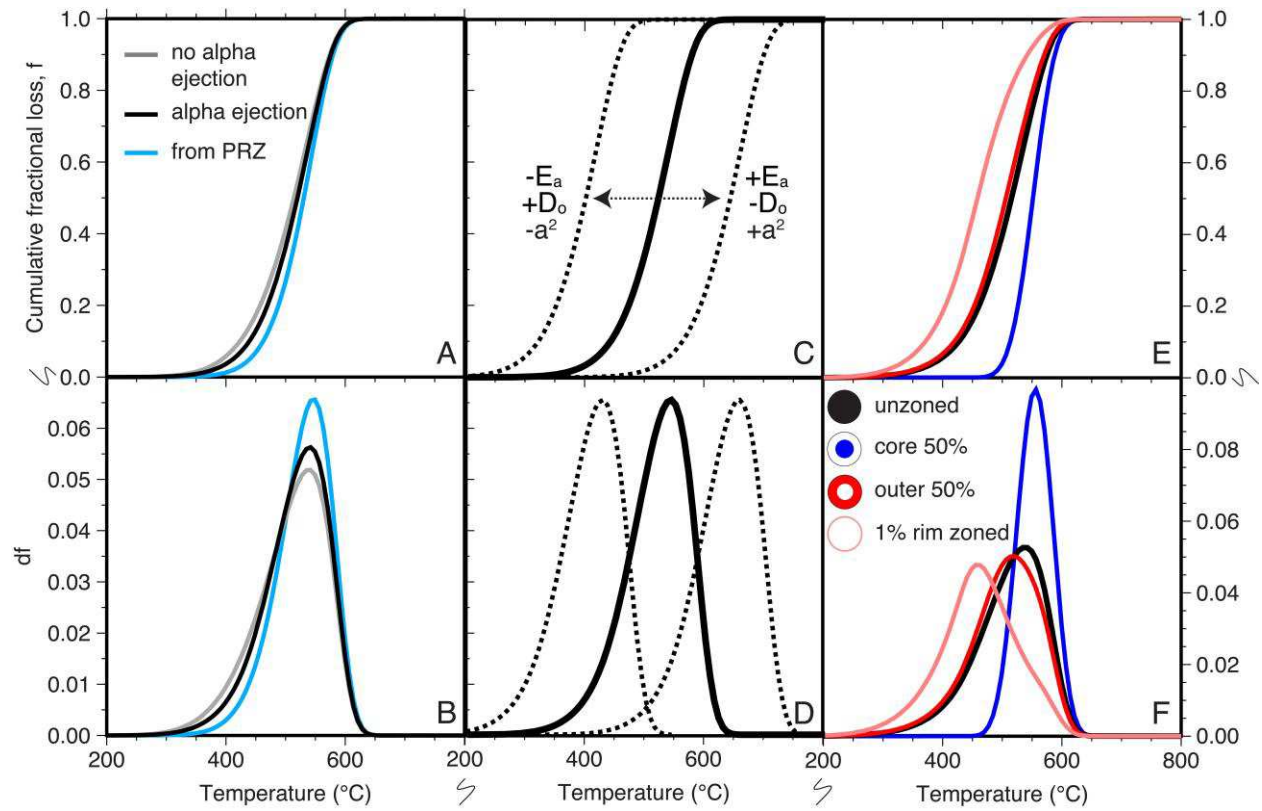 1.0
0.8
0.6
0.4
0.2
0.0
Cumulative fractional loss, f
no alpha
ejection
alpha ejection
from PRZ
A
-Eₐ
+Dₒ
-a²
+Eₐ
-Dₒ
+a²
C
E
1.0
0.8
0.6
0.4
0.2
0.0
0.06
0.05
0.04
0.03
0.02
0.01
0.00
df
B
D
unzoned
core 50%
outer 50%
1% rim zoned
F
0.08
0.06
0.04
0.02
0.00
200 400 600 200 400 600 200 400 600 800
Temperature (°C) Temperature (°C) Temperature (°C)